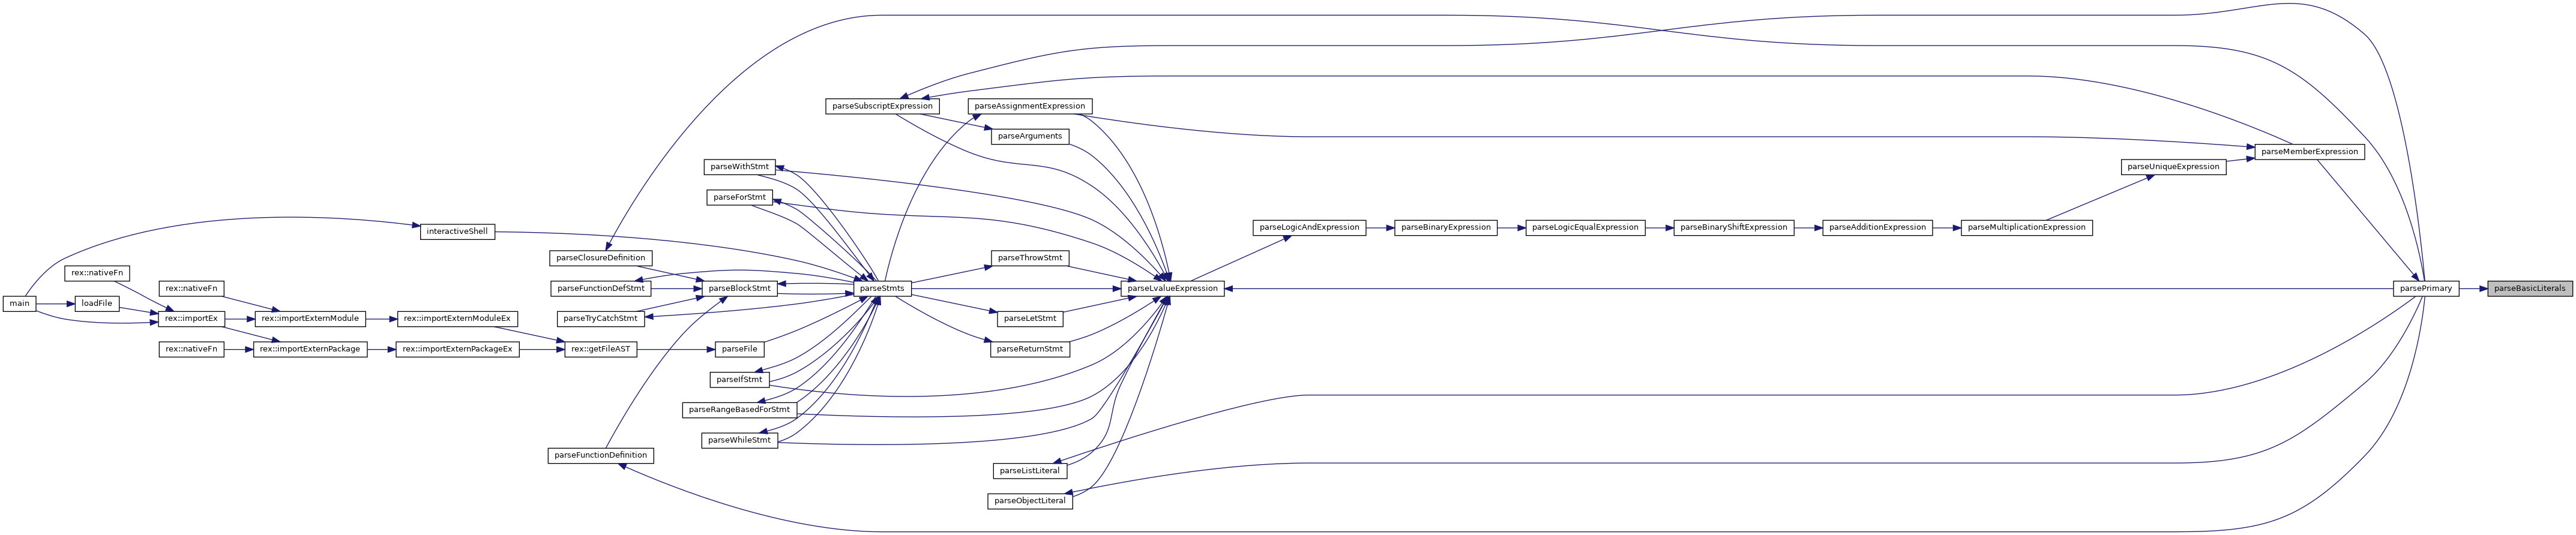 parseSubscriptExpression
parseAssignmentExpression
parseArguments
parseMemberExpression
parseWithStmt
parseUniqueExpression
parseForStmt
interactiveShell
parseLogicAndExpression
parseBinaryExpression
parseLogicEqualExpression
parseBinaryShiftExpression
parseAdditionExpression
parseMultiplicationExpression
parseClosureDefinition
parseThrowStmt
rex::nativeFn
rex::nativeFn
parseFunctionDefStmt
parseBlockStmt
parseStmts
parseLvalueExpression
parsePrimary
parseBasicLiterals
main
loadFile
rex::importEx
rex::importExternModule
rex::importExternModuleEx
parseTryCatchStmt
parseLetStmt
rex::nativeFn
rex::importExternPackage
rex::importExternPackageEx
rex::getFileAST
parseFile
parseReturnStmt
parseIfStmt
parseRangeBasedForStmt
parseWhileStmt
parseFunctionDefinition
parseListLiteral
parseObjectLiteral